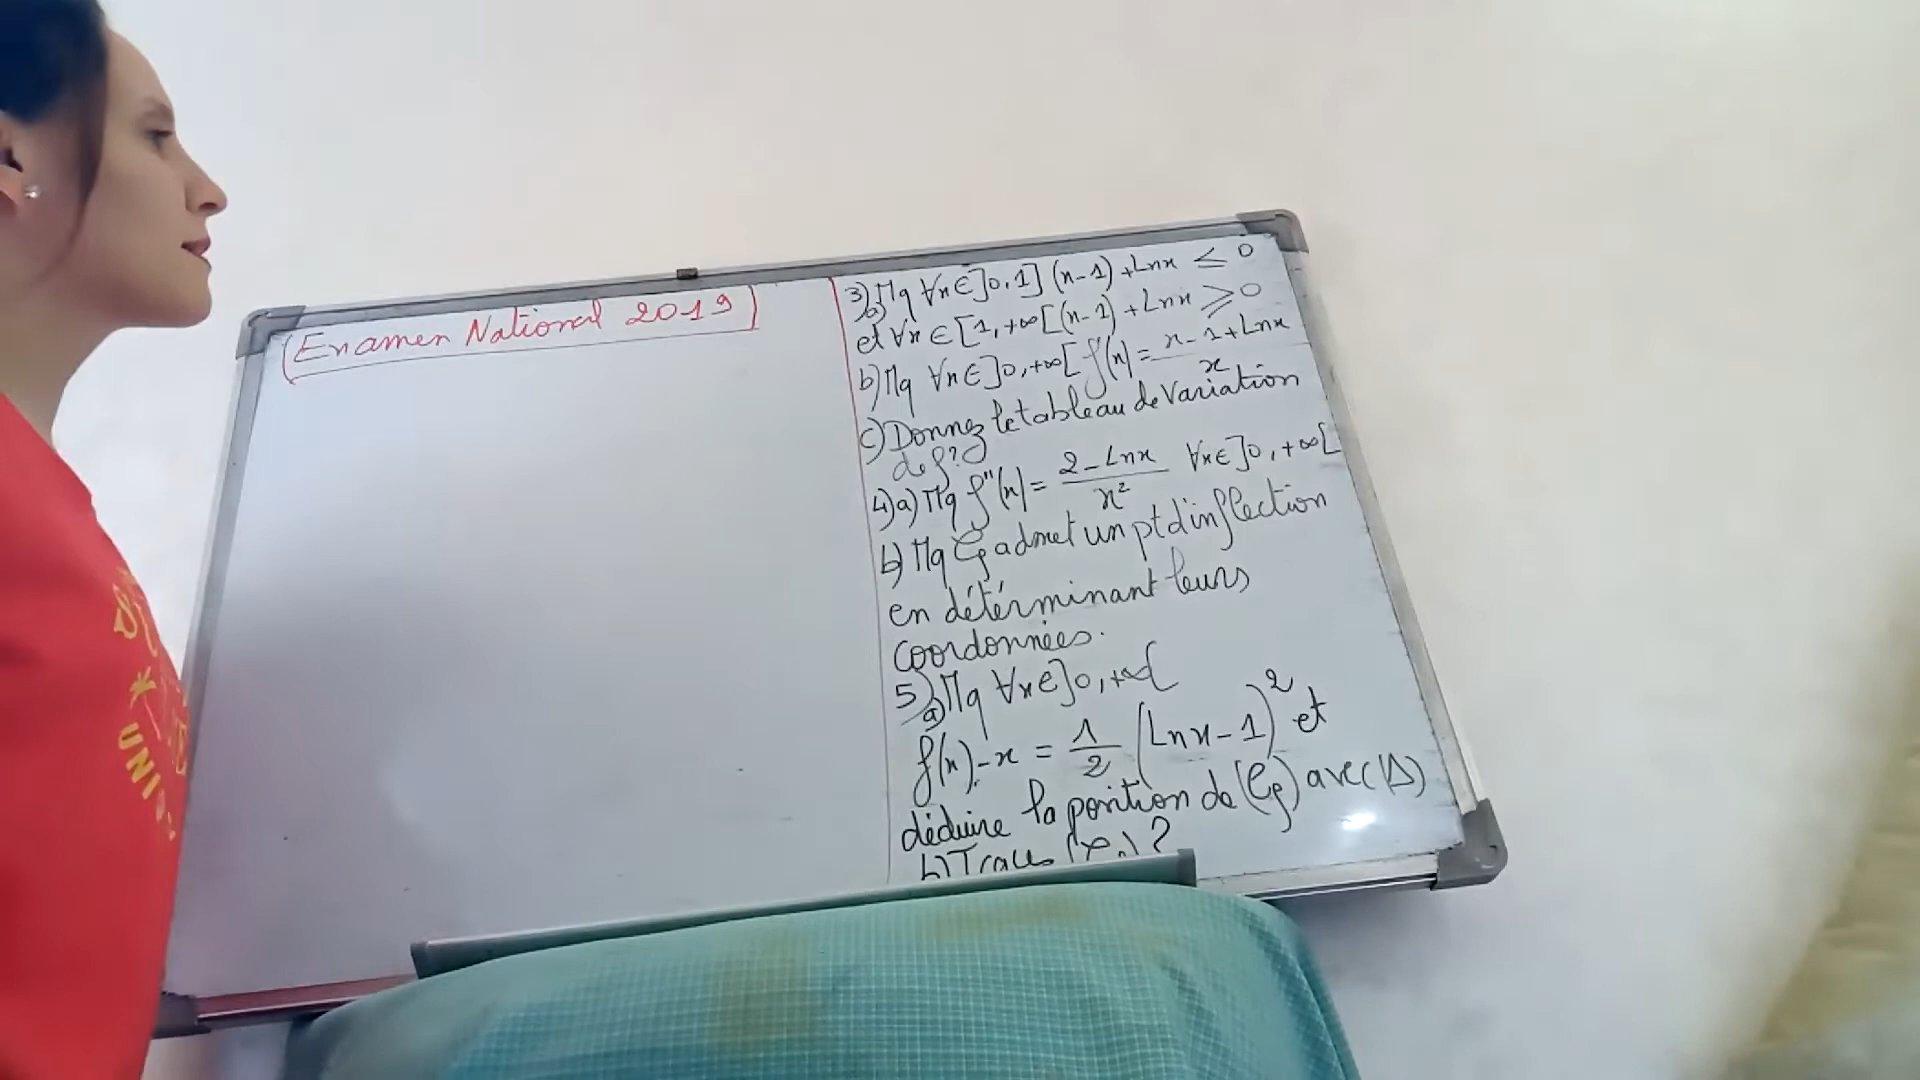 Examen National 2019
3) a) Mq ∀x∈]0,1] (x-1)+Lnx ≤ 0
et ∀x∈[1,+∞[(x-1)+Lnx ≥ 0
b) Mq ∀x∈]0,+∞[ f'(x) = (x-1+Lnx)/x
c) Donnez le tableau de variation
de f?
4) a) Mq f''(x) = (2-Lnx)/x² ∀x∈]0,+∞[
b) Mq Cf admet un pt d'inflection
en détérminant leurs
coordonnées.
5) a) Mq ∀x∈]0,+∞[
f(x)-x = 1/2 (Lnx-1)² et
déduire la position de (Cf) avec (Δ)
UNI